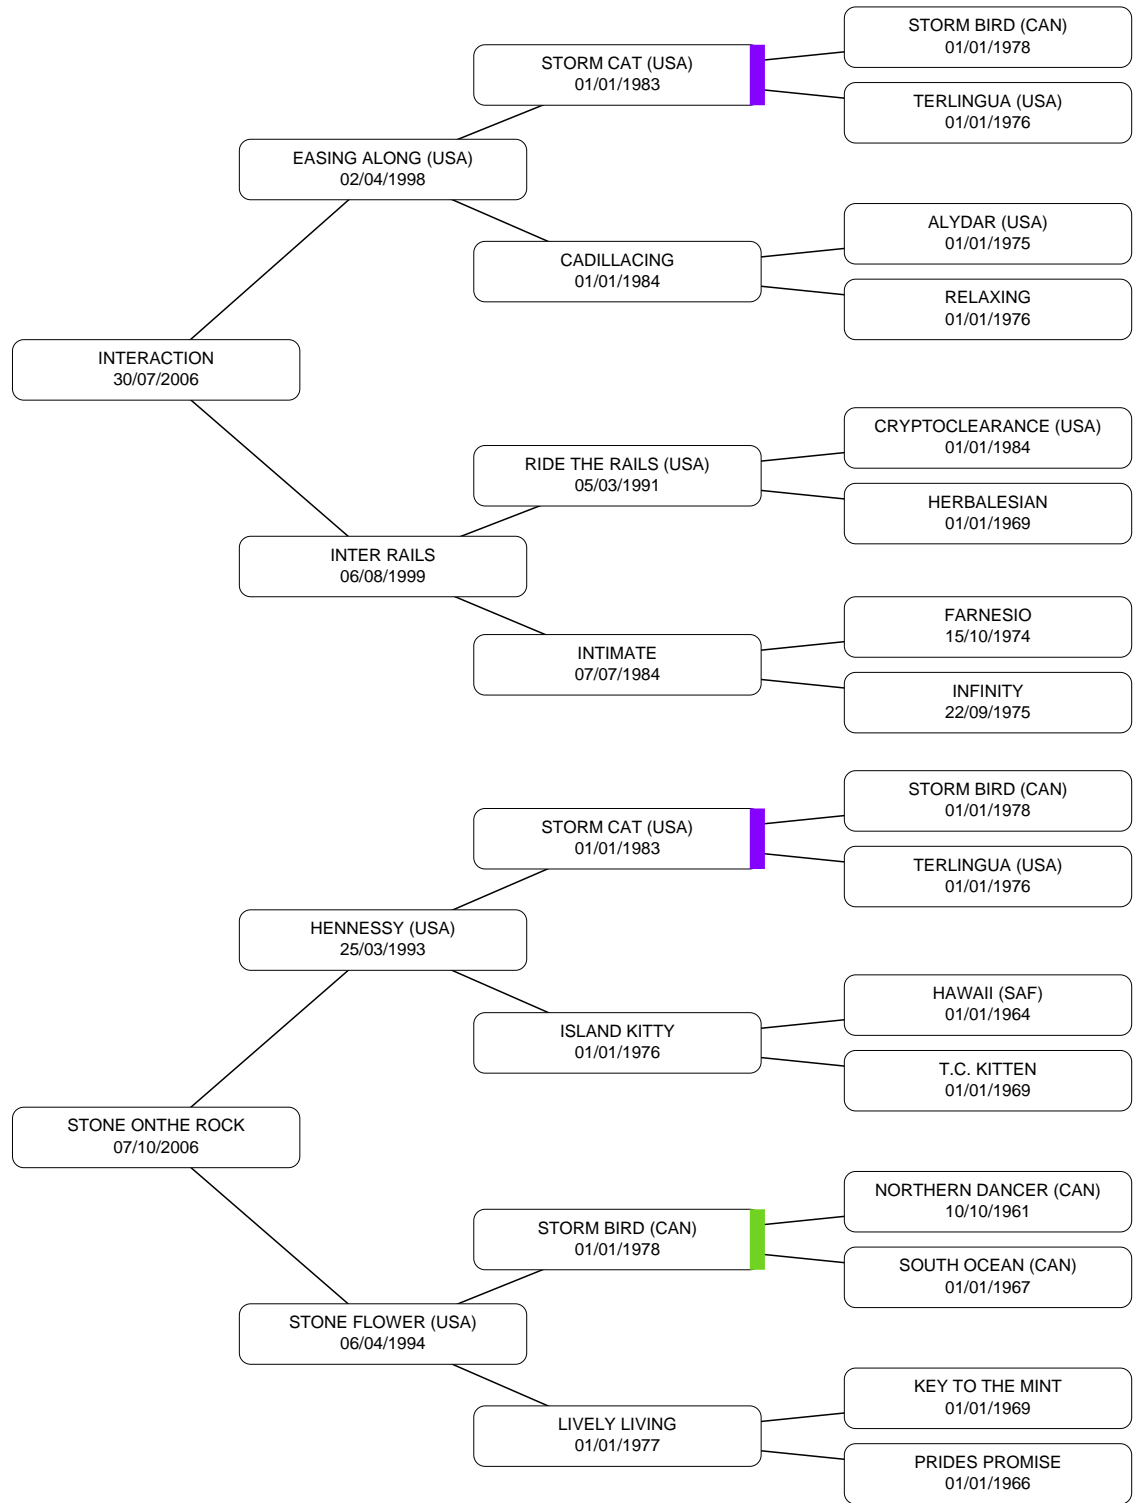 STORM BIRD (CAN)
01/01/1978
STORM CAT (USA)
01/01/1983
TERLINGUA (USA)
01/01/1976
EASING ALONG (USA)
02/04/1998
ALYDAR (USA)
01/01/1975
CADILLACING
01/01/1984
RELAXING
01/01/1976
INTERACTION
30/07/2006
CRYPTOCLEARANCE (USA)
01/01/1984
RIDE THE RAILS (USA)
05/03/1991
HERBALESIAN
01/01/1969
INTER RAILS
06/08/1999
FARNESIO
15/10/1974
INTIMATE
07/07/1984
INFINITY
22/09/1975
STORM BIRD (CAN)
01/01/1978
STORM CAT (USA)
01/01/1983
TERLINGUA (USA)
01/01/1976
HENNESSY (USA)
25/03/1993
HAWAII (SAF)
01/01/1964
ISLAND KITTY
01/01/1976
T.C. KITTEN
01/01/1969
STONE ONTHE ROCK
07/10/2006
NORTHERN DANCER (CAN)
10/10/1961
STORM BIRD (CAN)
01/01/1978
SOUTH OCEAN (CAN)
01/01/1967
STONE FLOWER (USA)
06/04/1994
KEY TO THE MINT
01/01/1969
LIVELY LIVING
01/01/1977
PRIDES PROMISE
01/01/1966